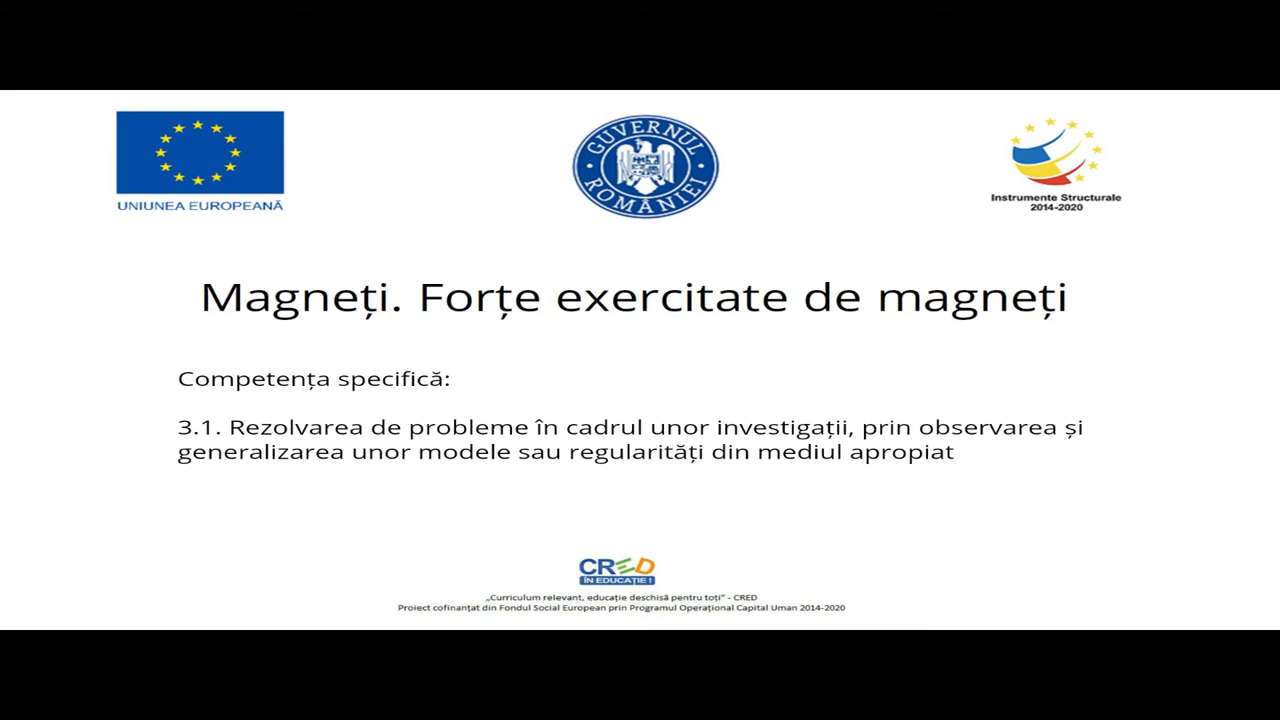 UNIUNEA EUROPEANĂ
GUVERNUL ROMÂNIEI
Instrumente Structurale
2014-2020
Magneți. Forțe exercitate de magneți
Competența specifică:
3.1. Rezolvarea de probleme în cadrul unor investigații, prin observarea și
generalizarea unor modele sau regularități din mediul apropiat
CRED
ÎN EDUCAȚIE !
„Curriculum relevant, educație deschisă pentru toți” - CRED
Proiect cofinanțat din Fondul Social European prin Programul Operațional Capital Uman 2014-2020